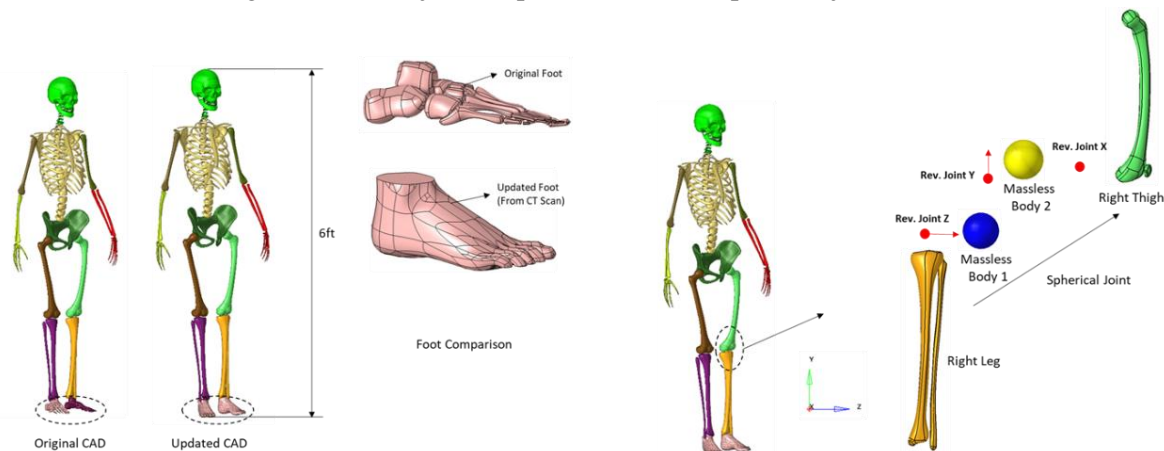 Original Foot
Updated Foot
(From CT Scan)
6ft
Foot Comparison
Original CAD
Updated CAD
Rev. Joint X
Rev. Joint Y
Massless
Body 2
Right Thigh
Rev. Joint Z
Massless
Body 1
Spherical Joint
Right Leg
Y
X
Z